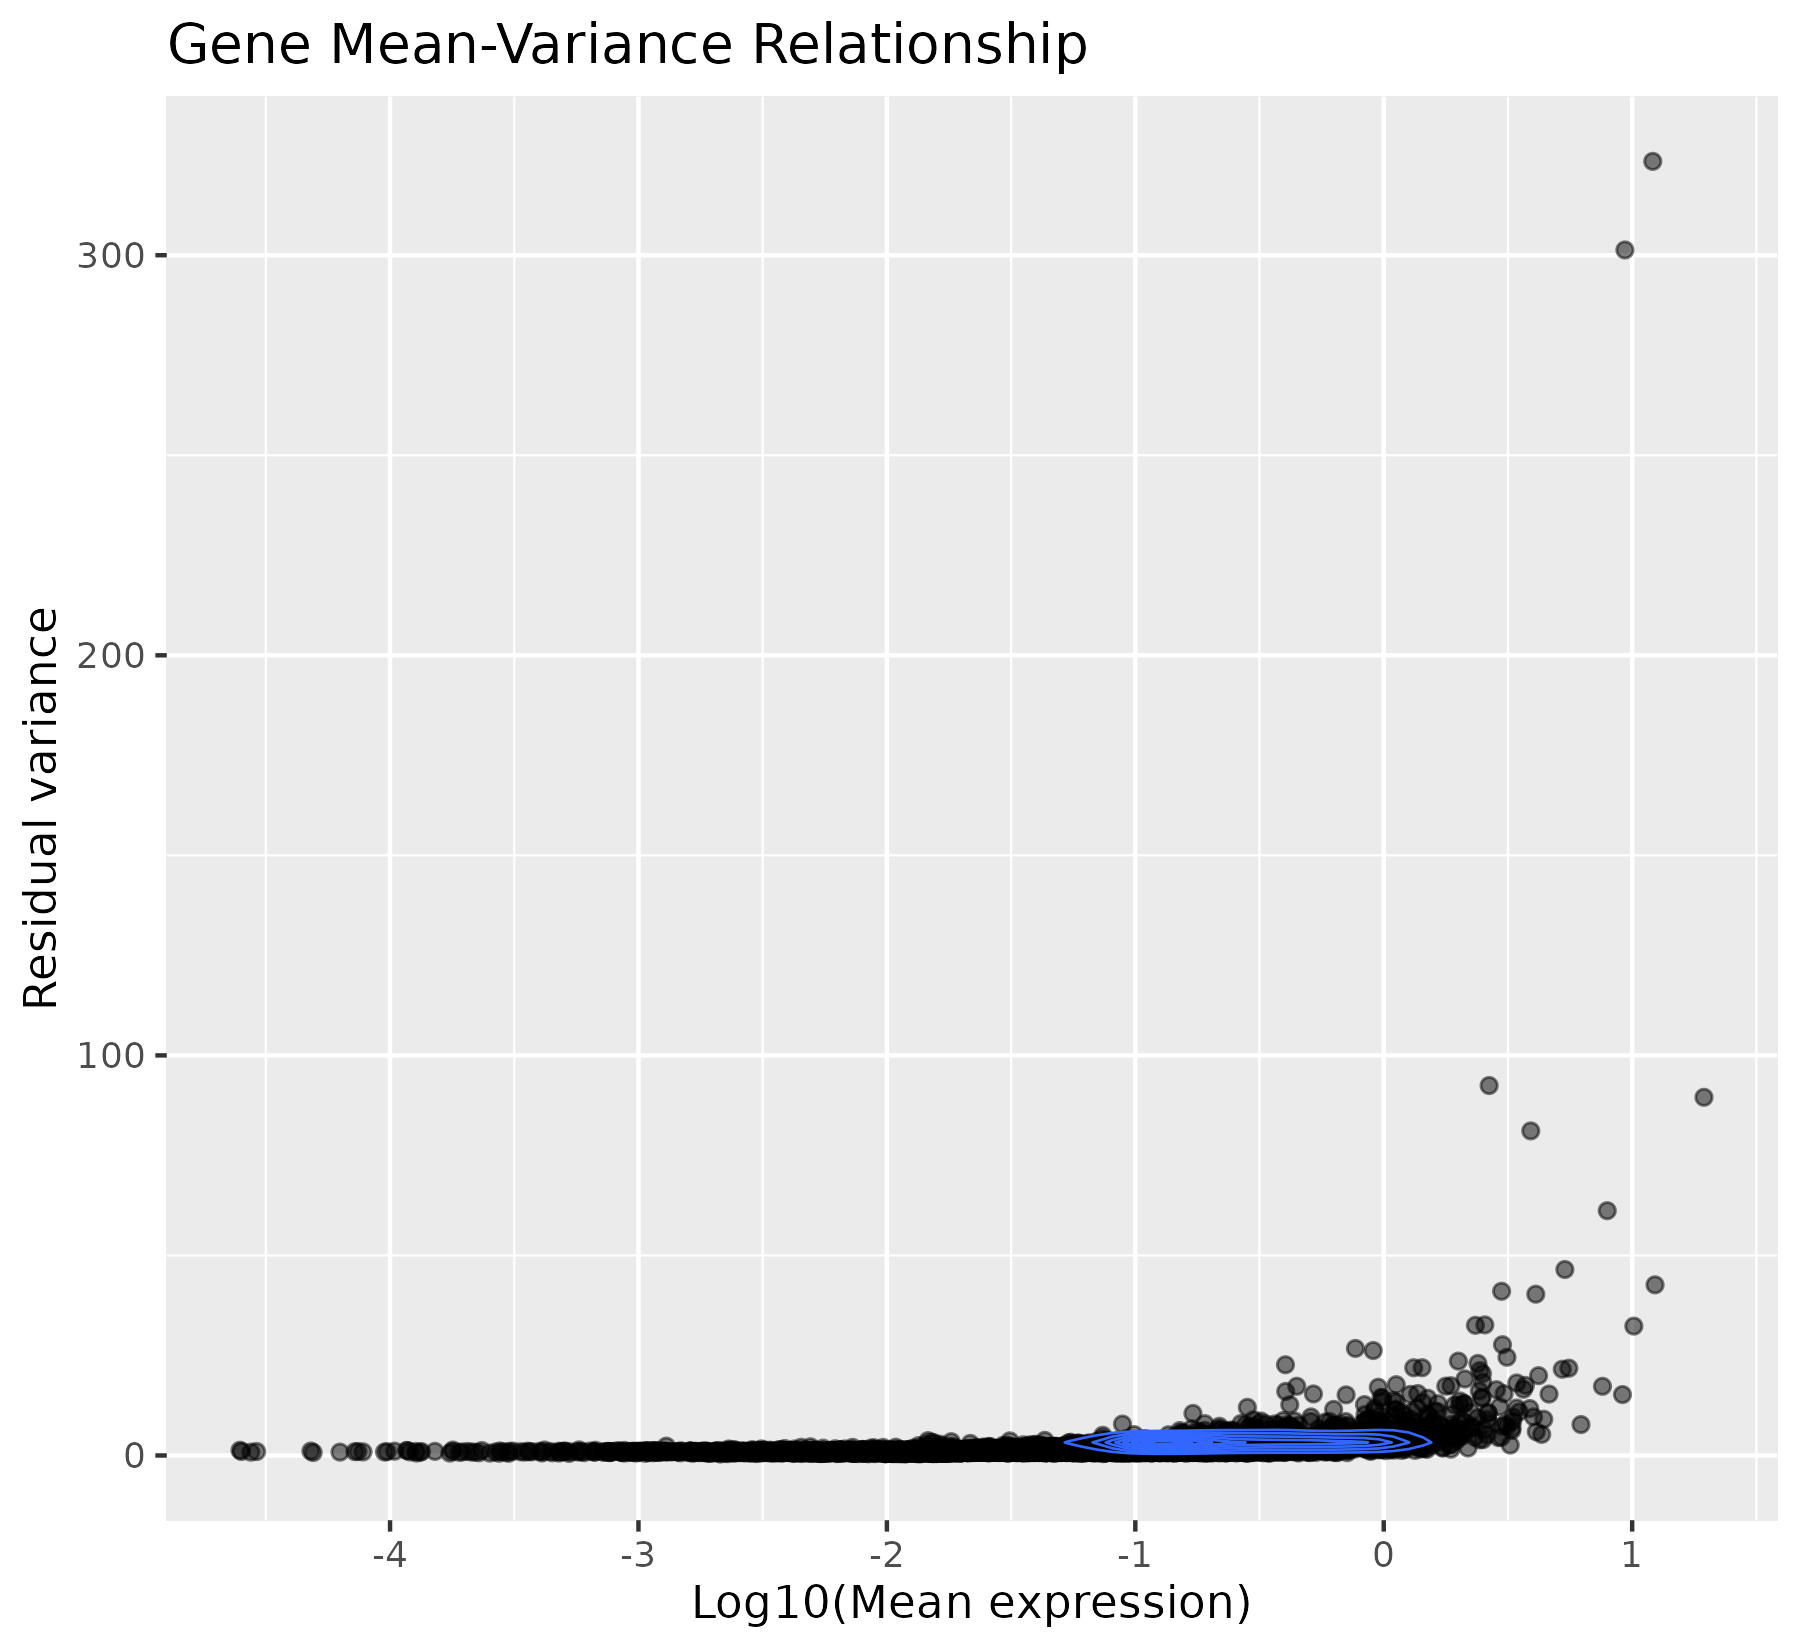 Gene Mean-Variance Relationship
300
200
100
0
Residual variance
-4 -3 -2 -1 0 1
Log10(Mean expression)